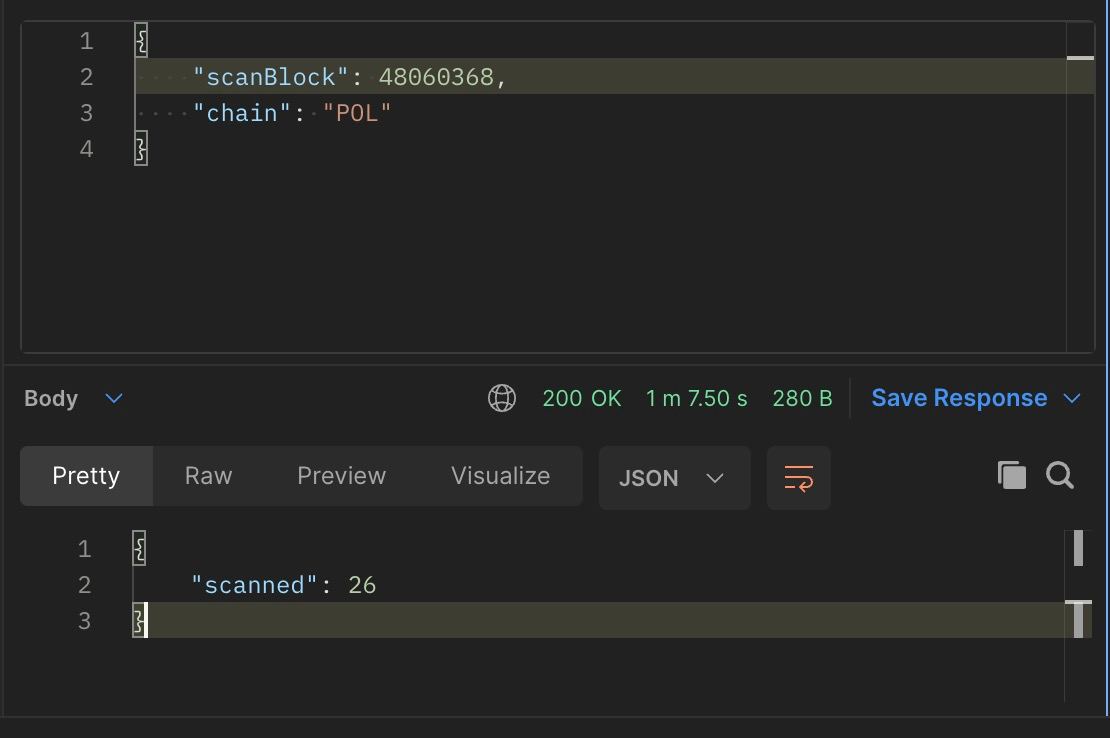 1 {
2 "scanBlock": 48060368,
3 "chain": "POL"
4 }
Body 200 OK 1 m 7.50 s 280 B Save Response
Pretty Raw Preview Visualize JSON
1 {
2 "scanned": 26
3 }